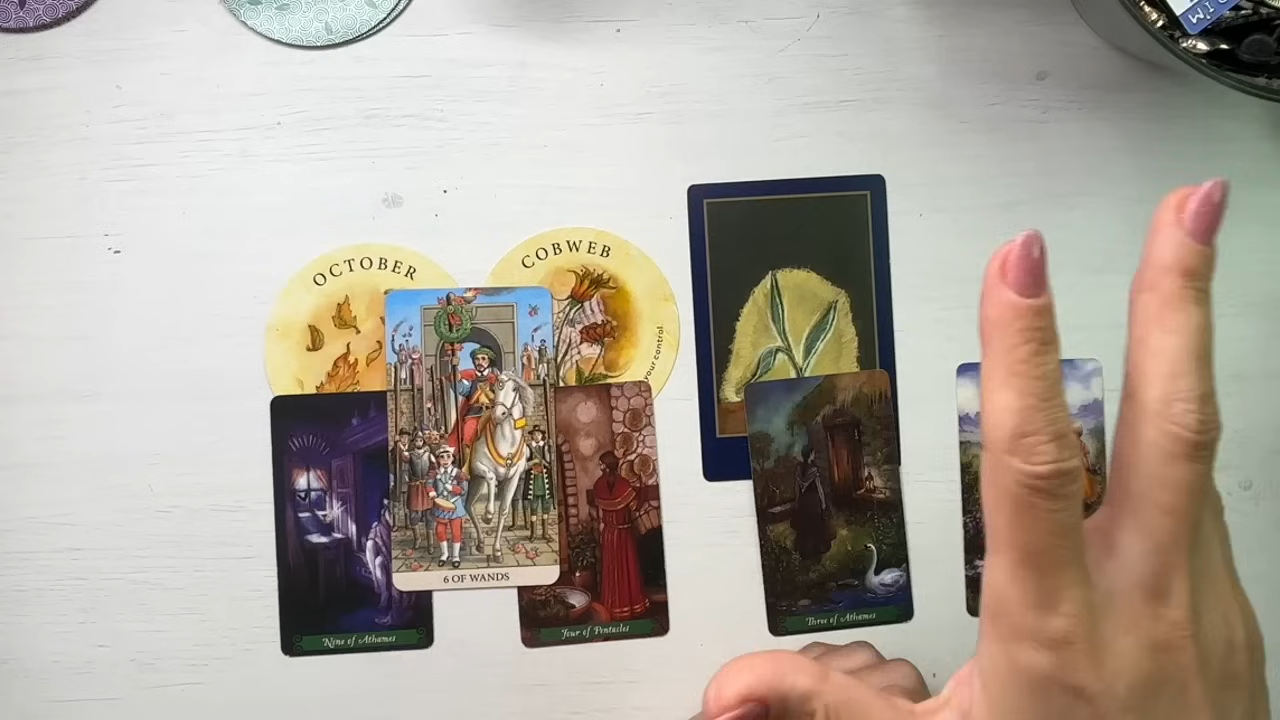 I'M
OCTOBER
COBWEB
your control.
6 OF WANDS
Nine of Athames
Four of Pentacles
Three of Athames